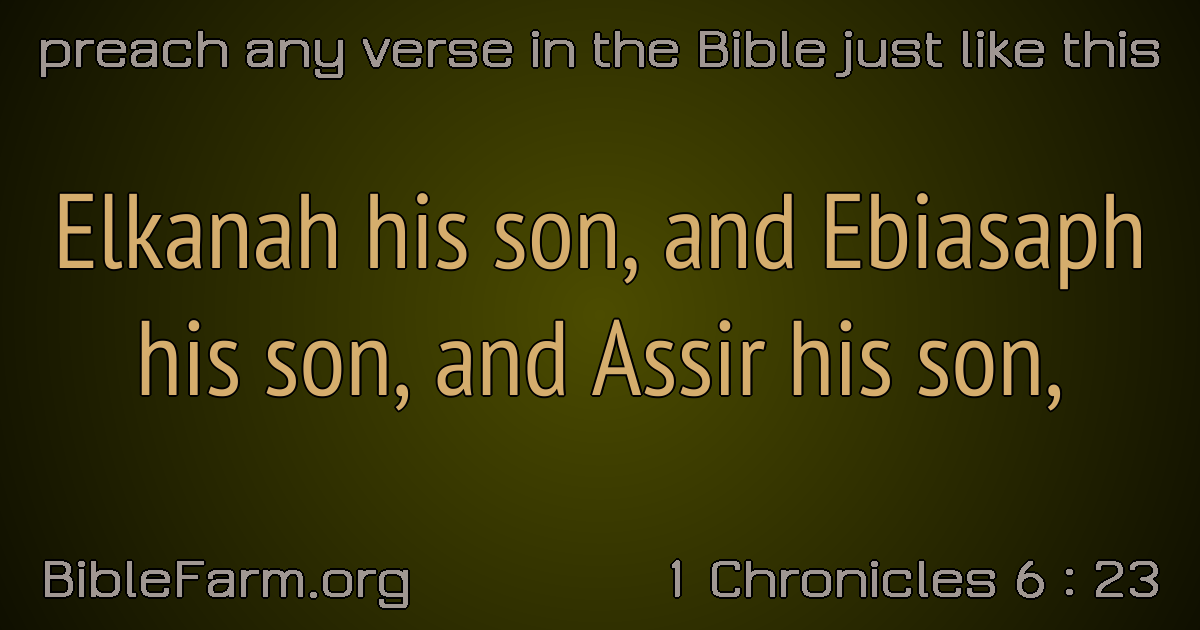 preach any verse in the Bible just like this
Elkanah his son, and Ebiasaph
his son, and Assir his son,
BibleFarm.org
1 Chronicles 6 : 23